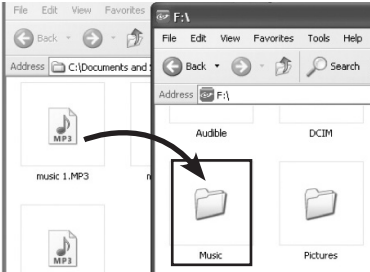 File Edit View Favorites
Back
Address C:\Documents and
MP3
music 1.MP3
MP3
F:\
File Edit View Favorites Tools Help
Back Search
Address F:\
Audible DCIM
Music Pictures